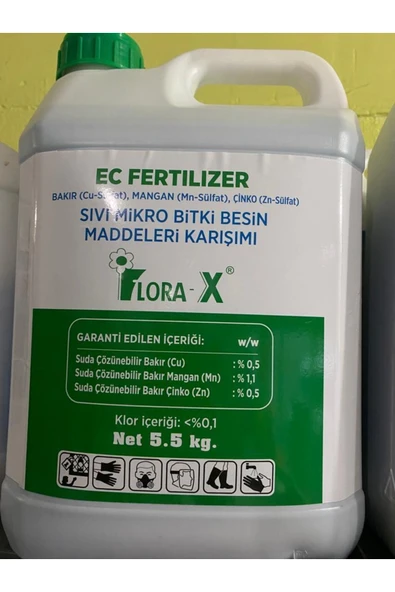 EC FERTILIZER
BAKIR (Cu-Sülfat), MANGAN (Mn-Sülfat), ÇİNKO (Zn-Sülfat)
SIVI MİKRO BİTKİ BESİN
MADDELERİ KARIŞIMI
FLORA-X®
GARANTİ EDİLEN İÇERİĞİ: w/w
Suda Çözünebilir Bakır (Cu) : % 0,5
Suda Çözünebilir Bakır Mangan (Mn) : % 1,1
Suda Çözünebilir Bakır Çinko (Zn) : % 0,5
Klor içeriği: <%0,1
Net 5.5 kg.